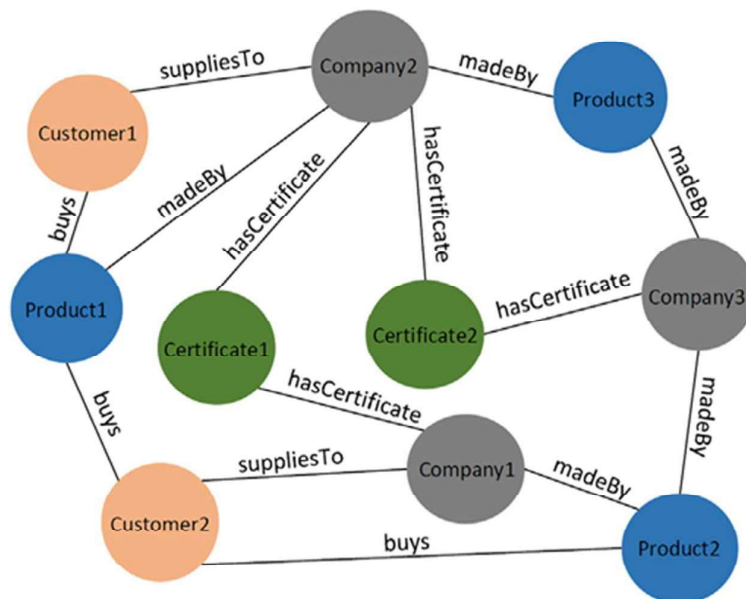 suppliesTo
Company2
madeBy
Product3
Customer1
hasCertificate
madeBy
hasCertificate
madeBy
buys
Product1
Certificate1
Certificate2
hasCertificate
Company3
hasCertificate
buys
madeBy
suppliesTo
Company1
madeBy
Customer2
buys
Product2